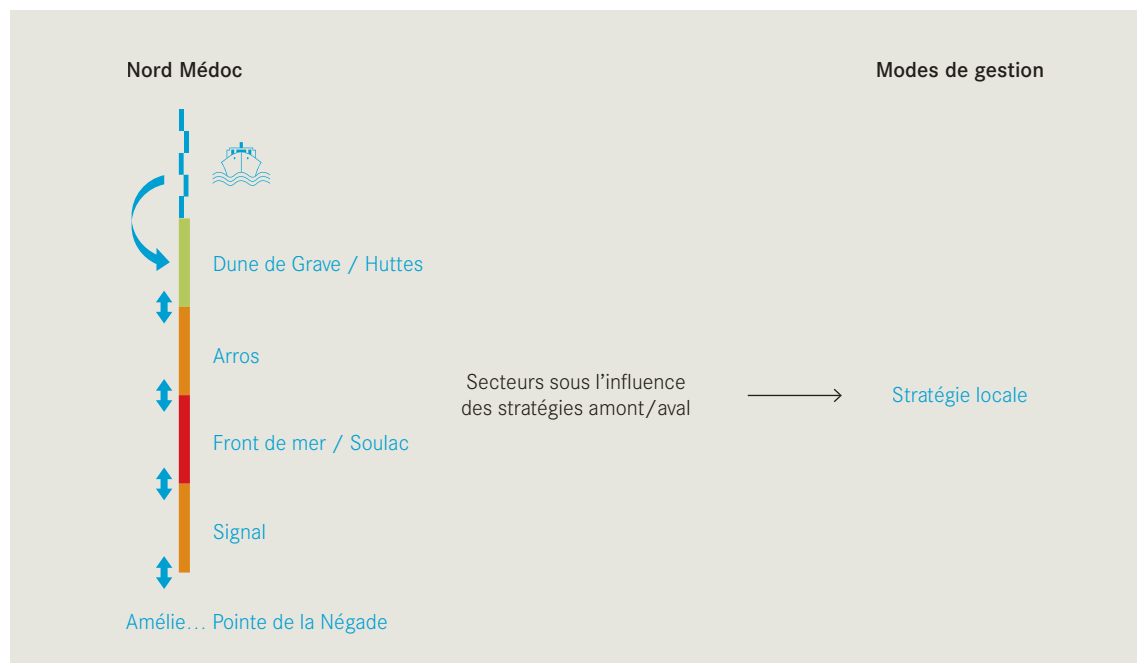 Nord Médoc
Modes de gestion
Dune de Grave / Huttes
Arros
Secteurs sous l'influence
des stratégies amont/aval
Stratégie locale
Front de mer / Soulac
Signal
Amélie… Pointe de la Négade